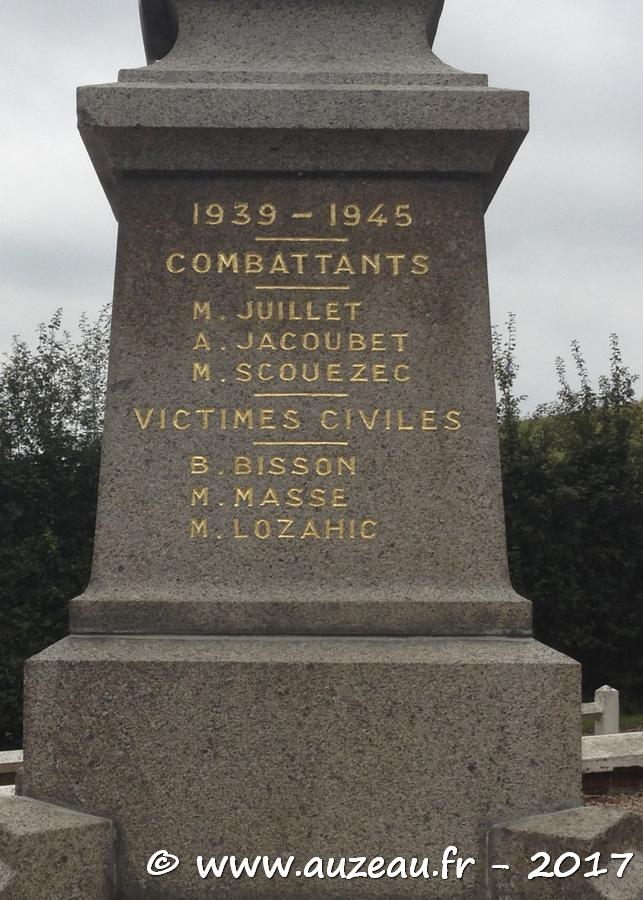 1939 – 1945
COMBATTANTS
M. JUILLET
A. JACOUBET
M. SCOUEZEC
VICTIMES CIVILES
B. BISSON
M. MASSE
M. LOZAHIC
© www.auzeau.fr - 2017